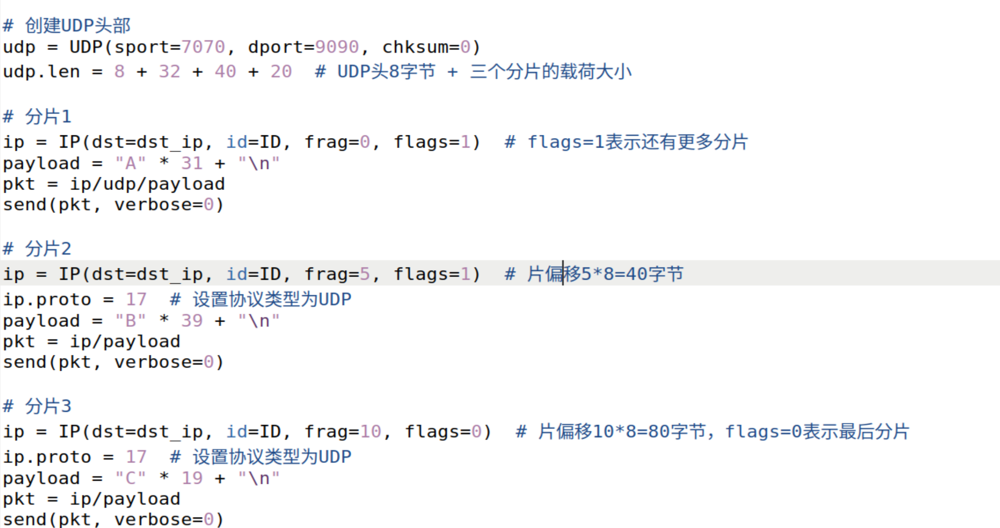 # 创建UDP头部
udp = UDP(sport=7070, dport=9090, chksum=0)
udp.len = 8 + 32 + 40 + 20  # UDP头8字节 + 三个分片的载荷大小
# 分片1
ip = IP(dst=dst_ip, id=ID, frag=0, flags=1)  # flags=1表示还有更多分片
payload = "A" * 31 + "\n"
pkt = ip/udp/payload
send(pkt, verbose=0)
# 分片2
ip = IP(dst=dst_ip, id=ID, frag=5, flags=1)  # 片偏移5*8=40字节
ip.proto = 17  # 设置协议类型为UDP
payload = "B" * 39 + "\n"
pkt = ip/payload
send(pkt, verbose=0)
# 分片3
ip = IP(dst=dst_ip, id=ID, frag=10, flags=0)  # 片偏移10*8=80字节，flags=0表示最后分片
ip.proto = 17  # 设置协议类型为UDP
payload = "C" * 19 + "\n"
pkt = ip/payload
send(pkt, verbose=0)